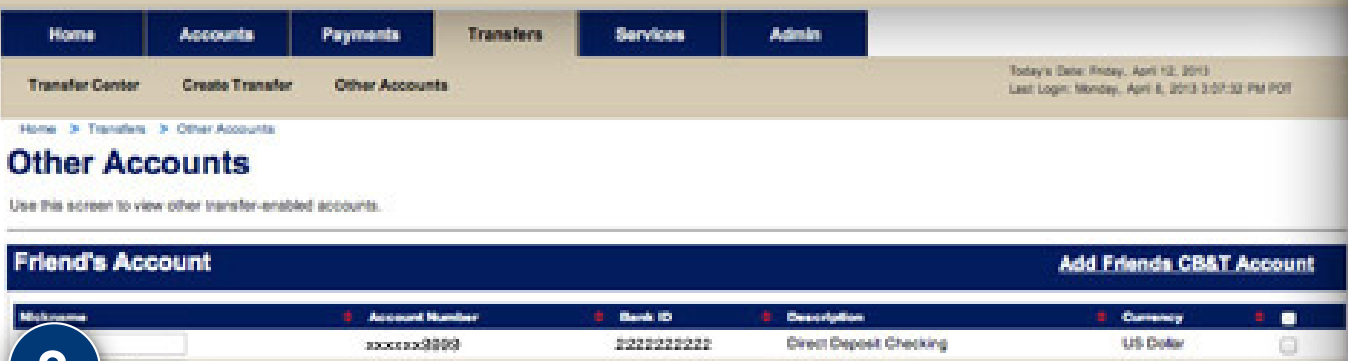 Home Accounts Payments Transfers Services Admin
Transfer Center Create Transfer Other Accounts
Today's Date: Friday, April 12, 2013
Last Login: Monday, April 8, 2013 3:07:32 PM PDT
Home > Transfers > Other Accounts
Other Accounts
Use this screen to view other transfer-enabled accounts.
Friend's Account Add Friends CB&T Account
Nickname Account Number Bank ID Description Currency
xxxxxx9999 2222222222 Direct Deposit Checking US Dollar